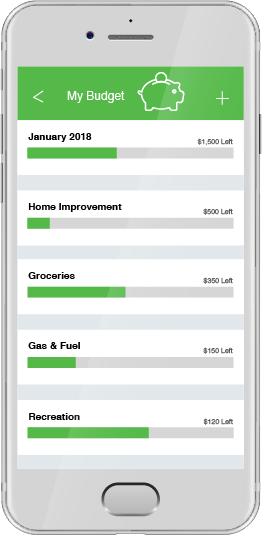 My Budget
January 2018
$1,500 Left
Home Improvement
$500 Left
Groceries
$350 Left
Gas & Fuel
$150 Left
Recreation
$120 Left